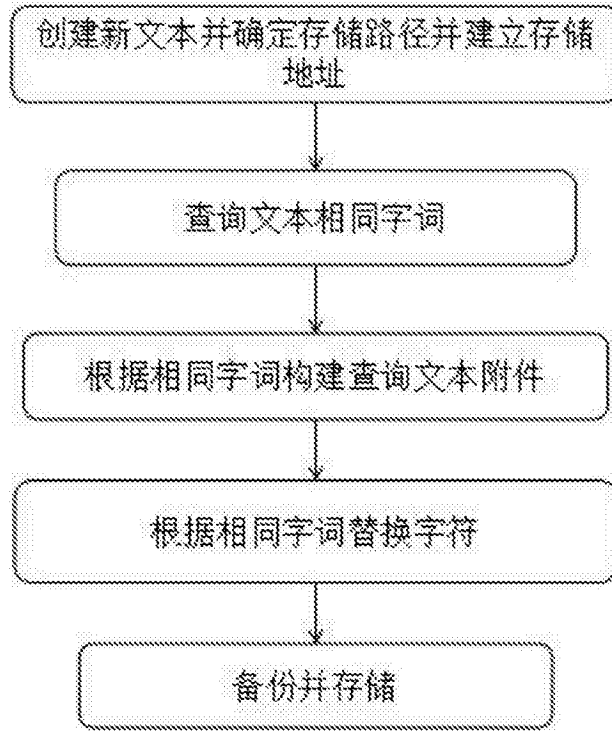 创建新文本并确定存储路径并建立存储
地址
查询文本相同字词
根据相同字词构建查询文本附件
根据相同字词替换字符
备份并存储